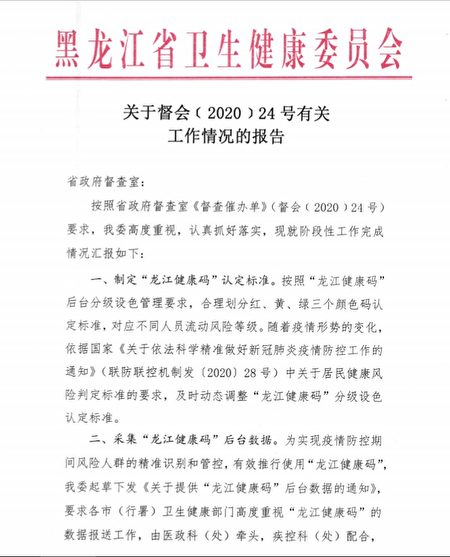 黑龙江省卫生健康委员会
关于督会﹝2020﹞24号有关
工作情况的报告
省政府督查室：
按照省政府督查室《督查催办单》（督会﹝2020﹞24号）
要求，我委高度重视，认真抓好落实，现就阶段性工作完成
情况汇报如下：
一、制定“龙江健康码”认定标准。按照“龙江健康码”
后台分级设色管理要求，合理划分红、黄、绿三个颜色码认
定标准，对应不同人员流动风险等级。随着疫情形势的变化，
依据国家《关于依法科学精准做好新冠肺炎疫情防控工作的
通知》（联防联控机制发〔2020〕28号）中关于居民健康风
险判定标准的要求，及时动态调整“龙江健康码”分级设色
认定标准。
二、采集“龙江健康码”后台数据。为实现疫情防控期
间风险人群的精准识别和管控，有效推行使用“龙江健康码”，
我委起草下发《关于提供“龙江健康码”后台数据的通知》，
要求各市（行署）卫生健康部门高度重视“龙江健康码”的
数据报送工作，由医政科（处）牵头，疾控科（处）配合，